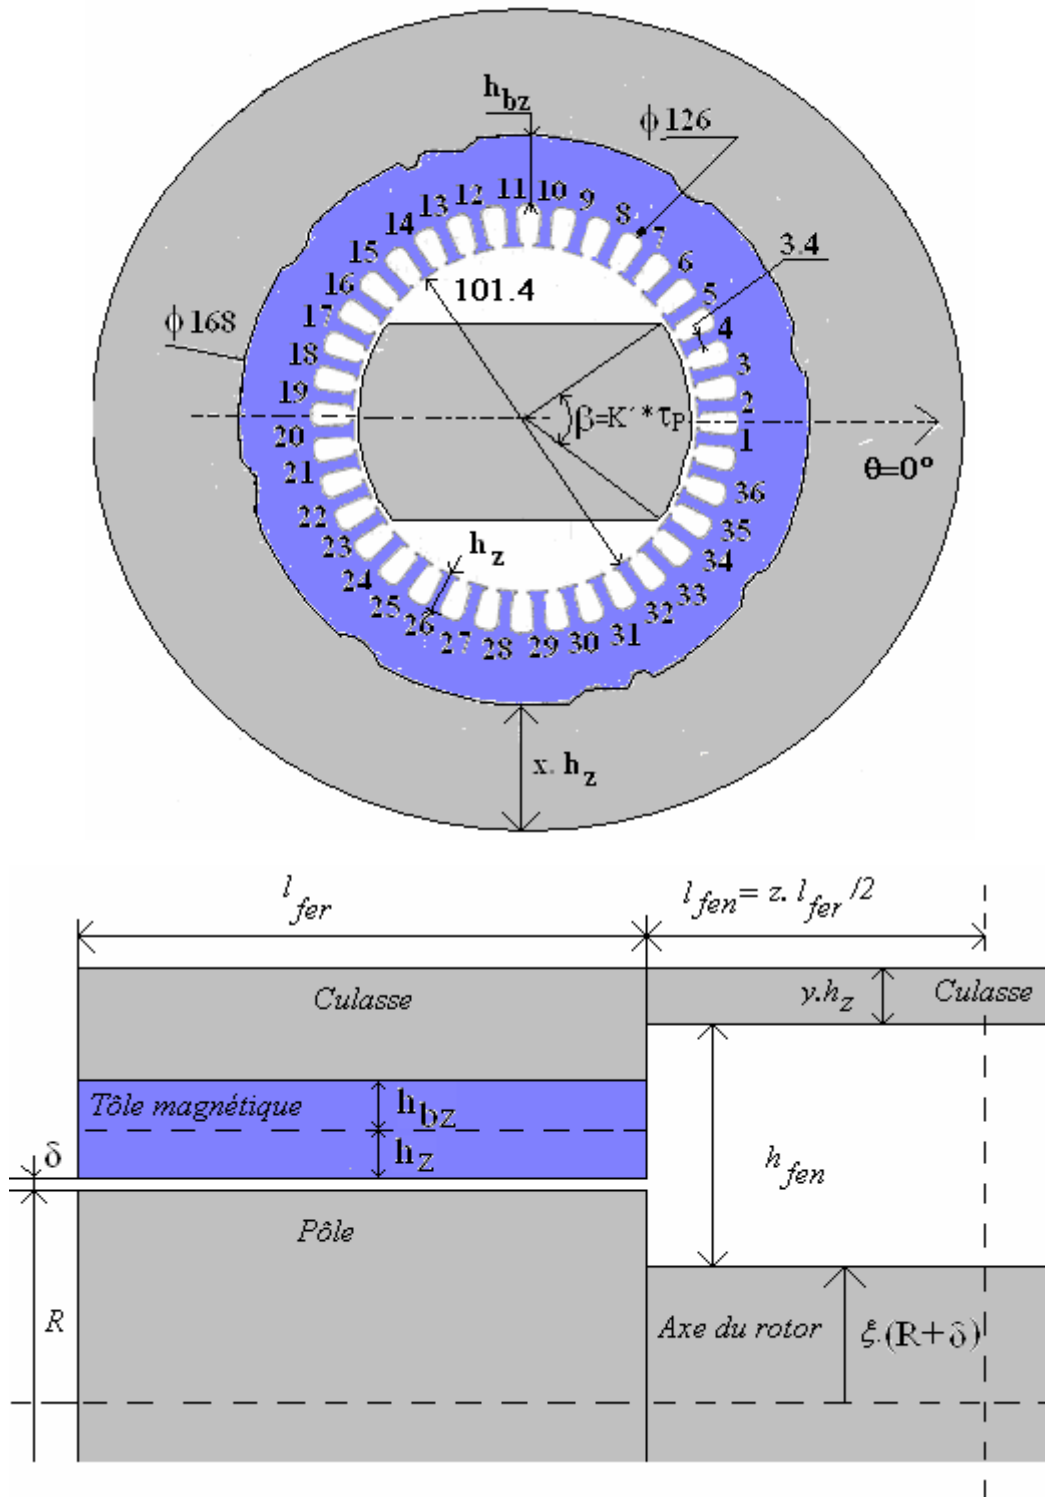 h_bz
ϕ126
11 10 9 8 7 6 5 4 3 2 1
12 13 14 15 16 17 18 19
3.4
101.4
ϕ168
β=K´*τ_P
θ=0°
20 21 22 23 24 25 26 27 28 29 30 31 32 33 34 35 36
h_z
x.h_z
l_fer
l_fen= z. l_fer /2
Culasse
y.h_z
Culasse
Tôle magnétique
h_bz
δ
h_z
h_fen
Pôle
R
Axe du rotor
ξ.(R+δ)